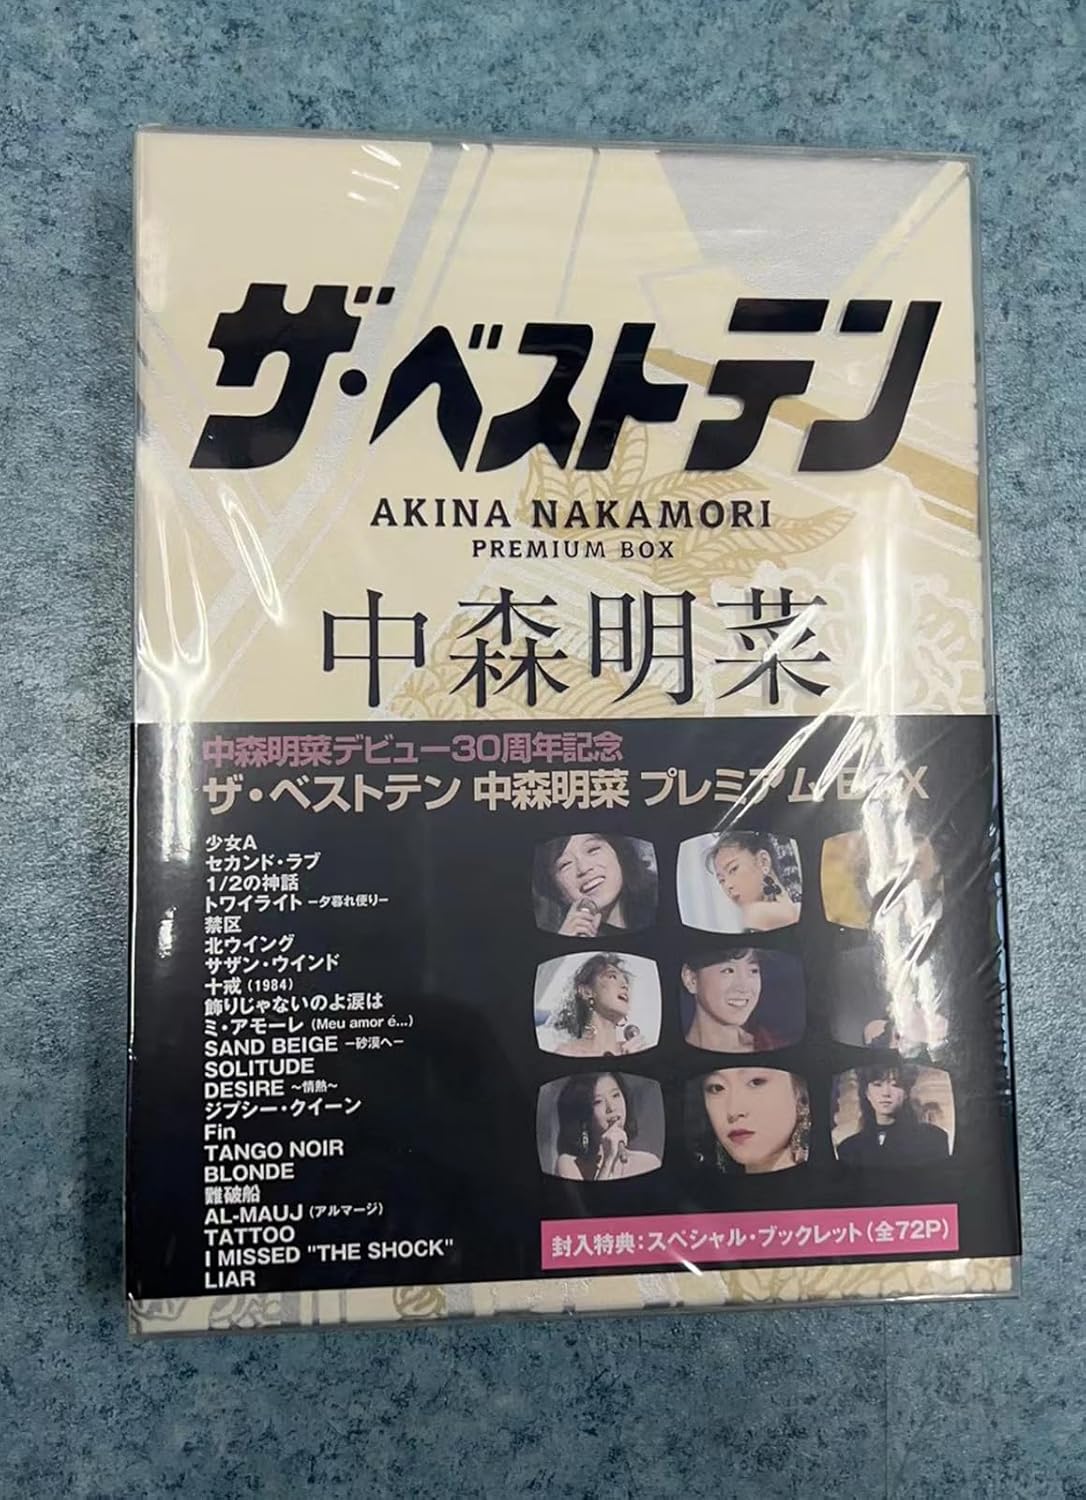 ザ・ベストテン
AKINA NAKAMORI
PREMIUM BOX
中森明菜
中森明菜デビュー30周年記念
ザ・ベストテン 中森明菜 プレミアム BOX
少女A
セカンド・ラブ
1/2の神話
トワイライト －夕暮れ便り－
禁区
北ウイング
サザン・ウインド
十戒 (1984)
飾りじゃないのよ涙は
ミ・アモーレ (Meu amor é...)
SAND BEIGE －砂漠へ－
SOLITUDE
DESIRE ～情熱～
ジプシー・クイーン
Fin
TANGO NOIR
BLONDE
難破船
AL-MAUJ (アルマージ)
TATTOO
I MISSED "THE SHOCK"
LIAR
封入特典：スペシャル・ブックレット（全72P）